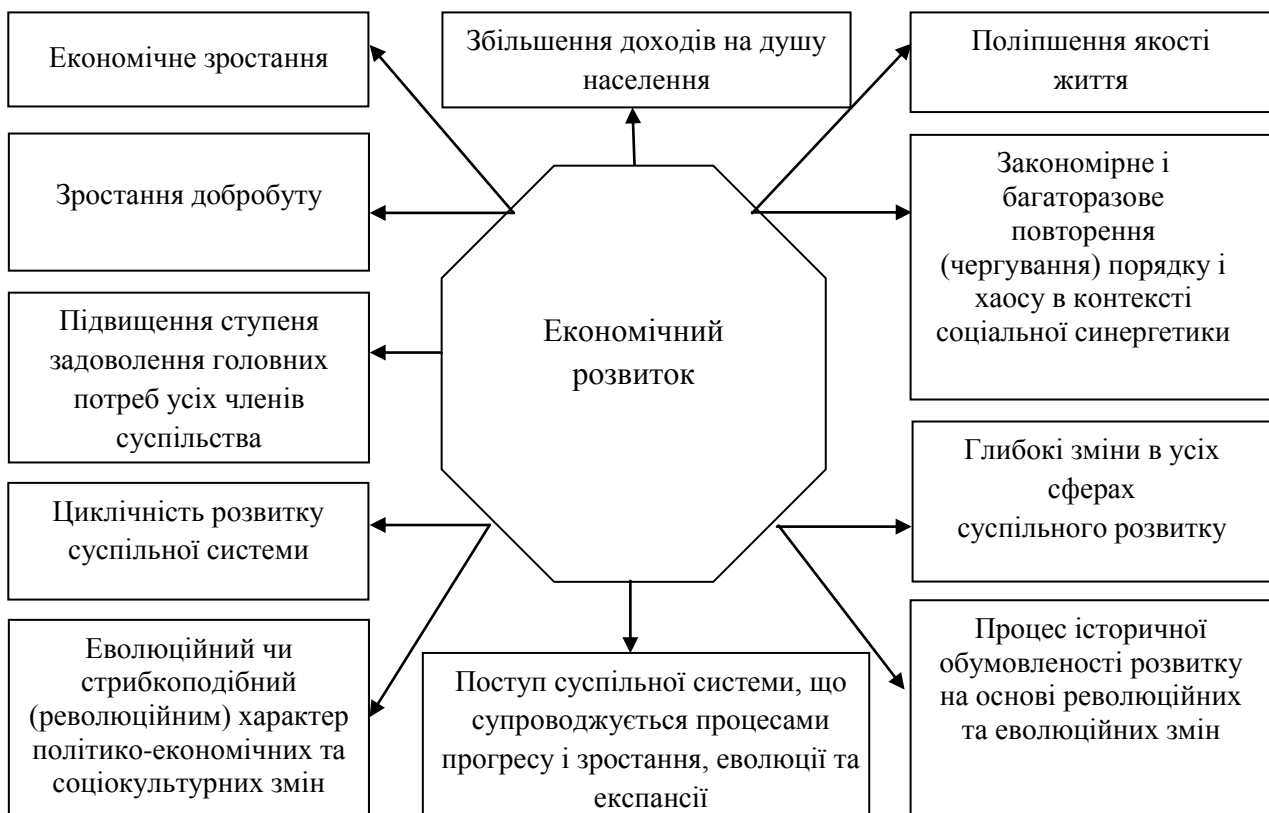 Економічне зростання
Збільшення доходів на душу
населення
Поліпшення якості
життя
Зростання добробуту
Закономірне і
багаторазове
повторення
(чергування) порядку і
хаосу в контексті
соціальної синергетики
Підвищення ступеня
задоволення головних
потреб усіх членів
суспільства
Економічний
розвиток
Циклічність розвитку
суспільної системи
Глибокі зміни в усіх
сферах
суспільного розвитку
Еволюційний чи
стрибкоподібний
(революційним) характер
політико-економічних та
соціокультурних змін
Поступ суспільної системи, що
супроводжується процесами
прогресу і зростання, еволюції та
експансії
Процес історичної
обумовленості розвитку
на основі революційних
та еволюційних змін